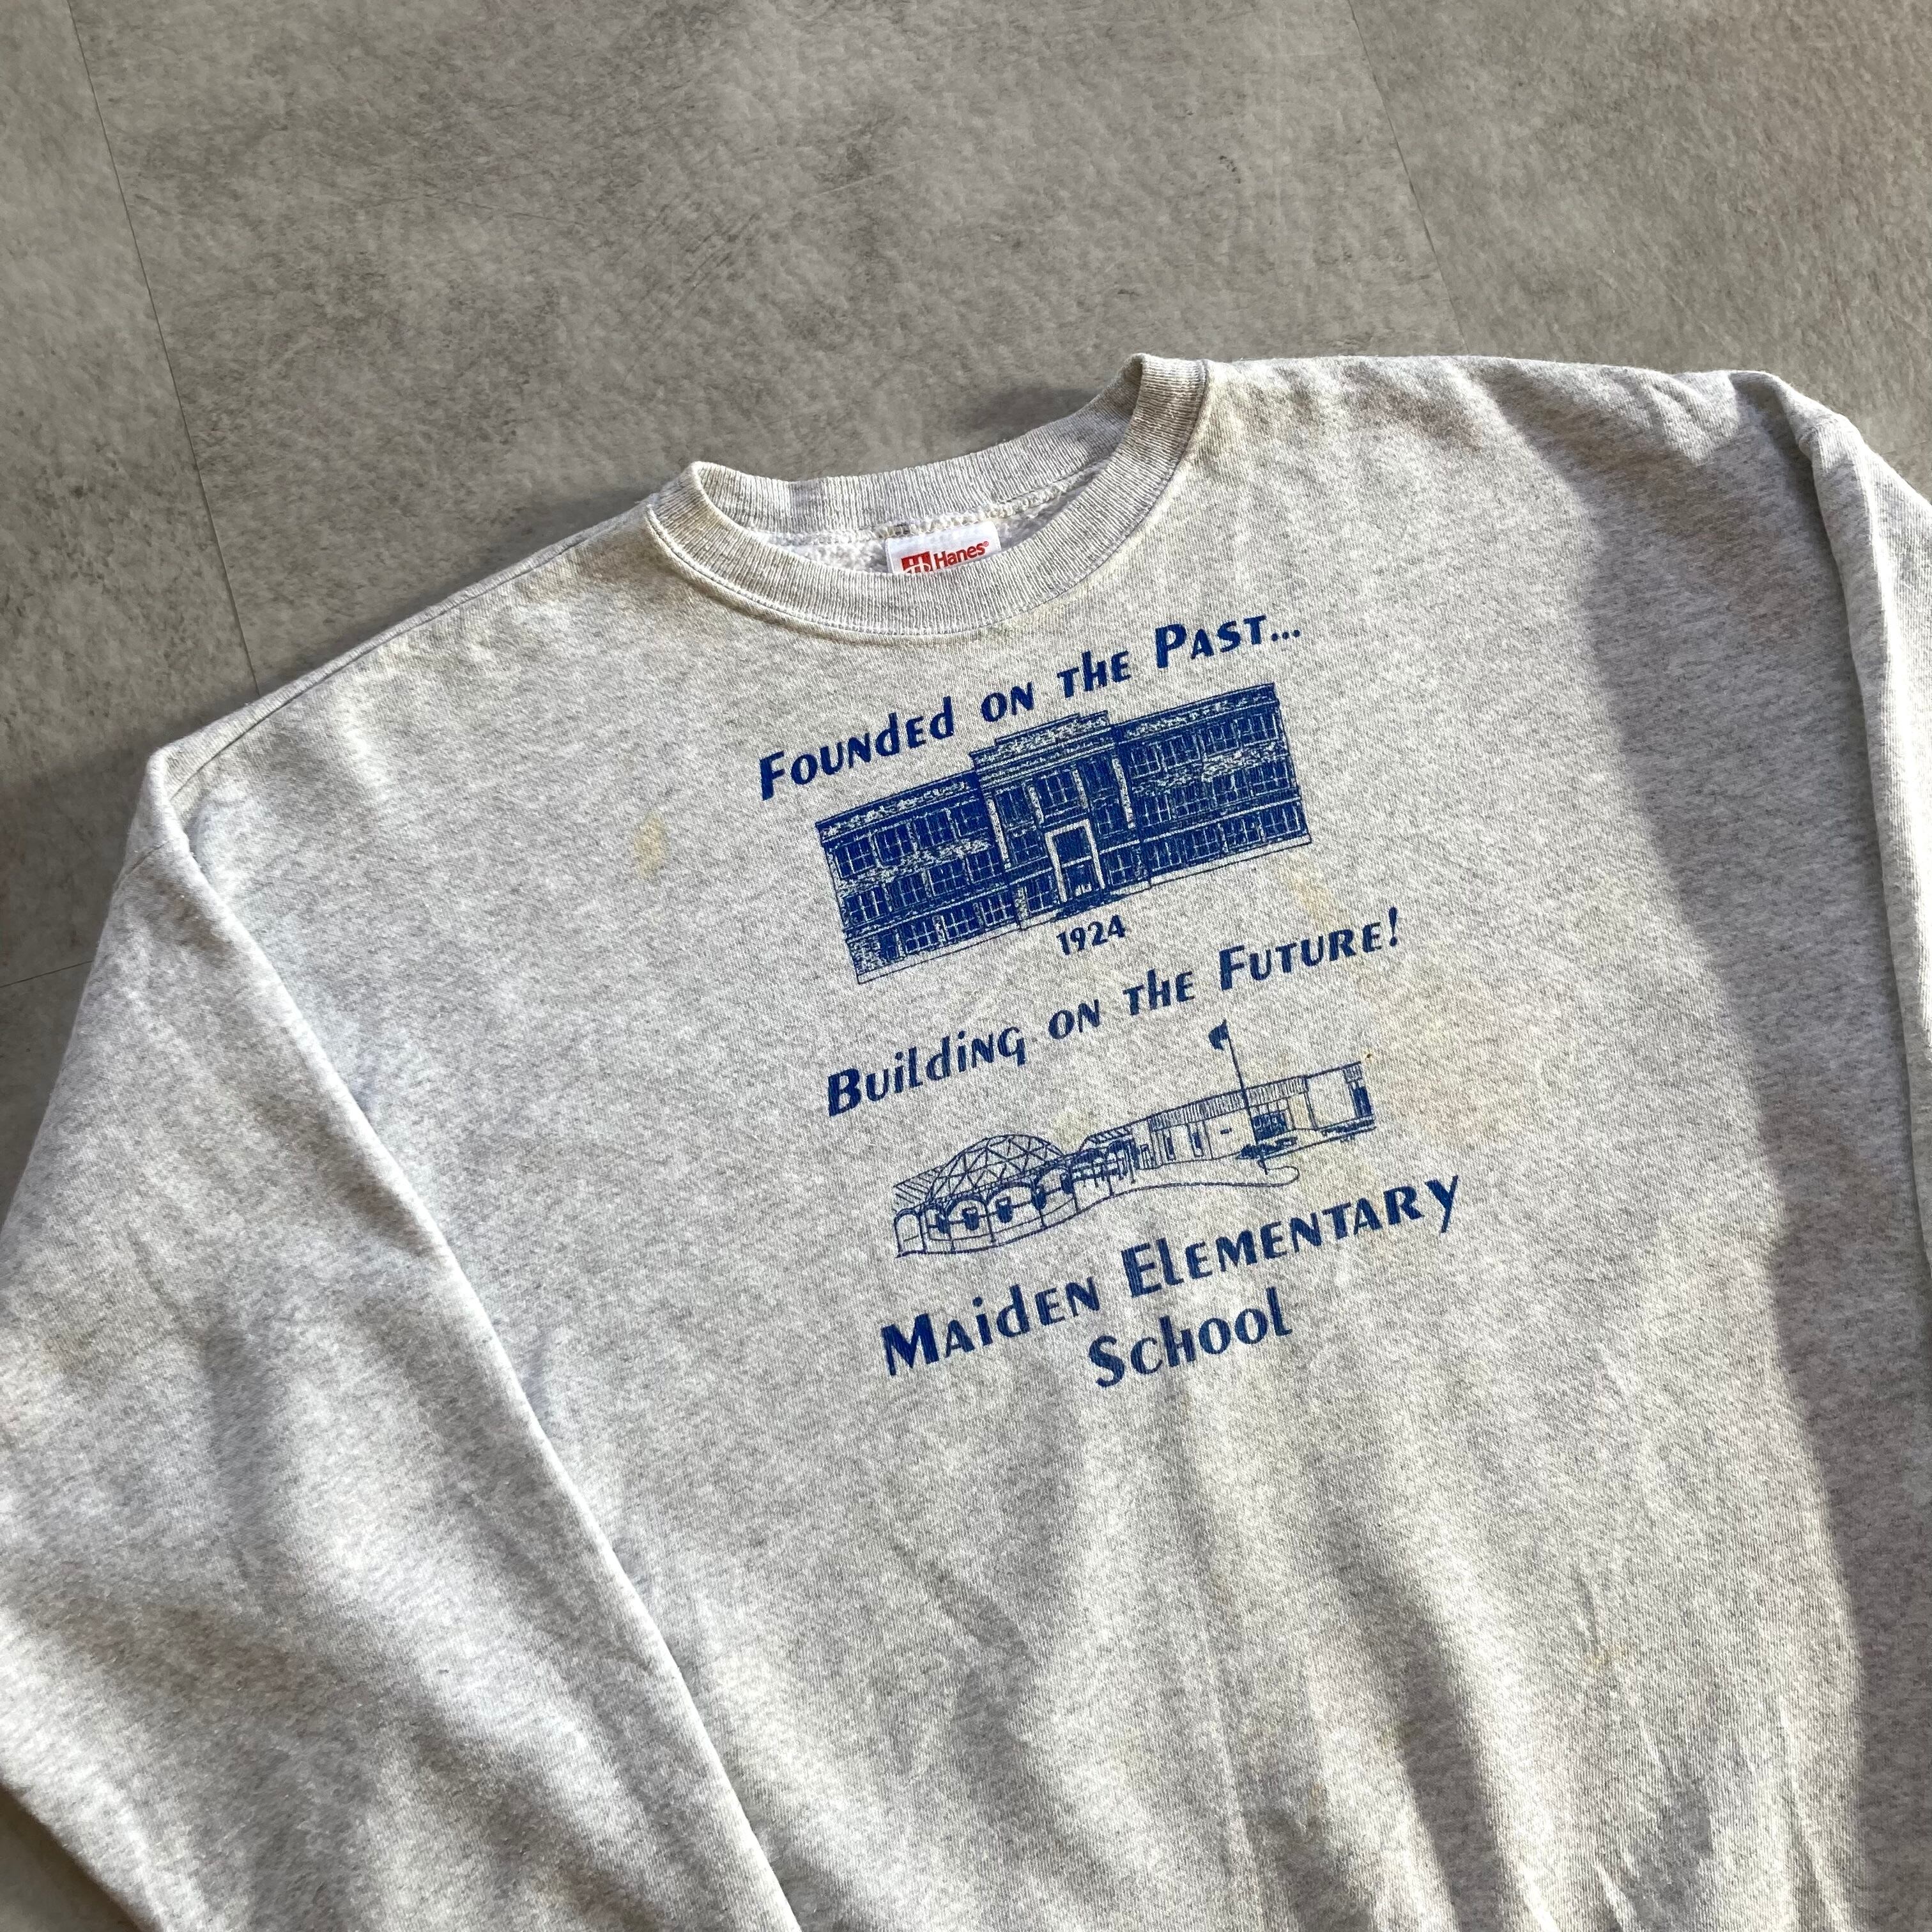 Hanes®
Founded on the Past...
1924
Building on the Future!
Maiden Elementary
School